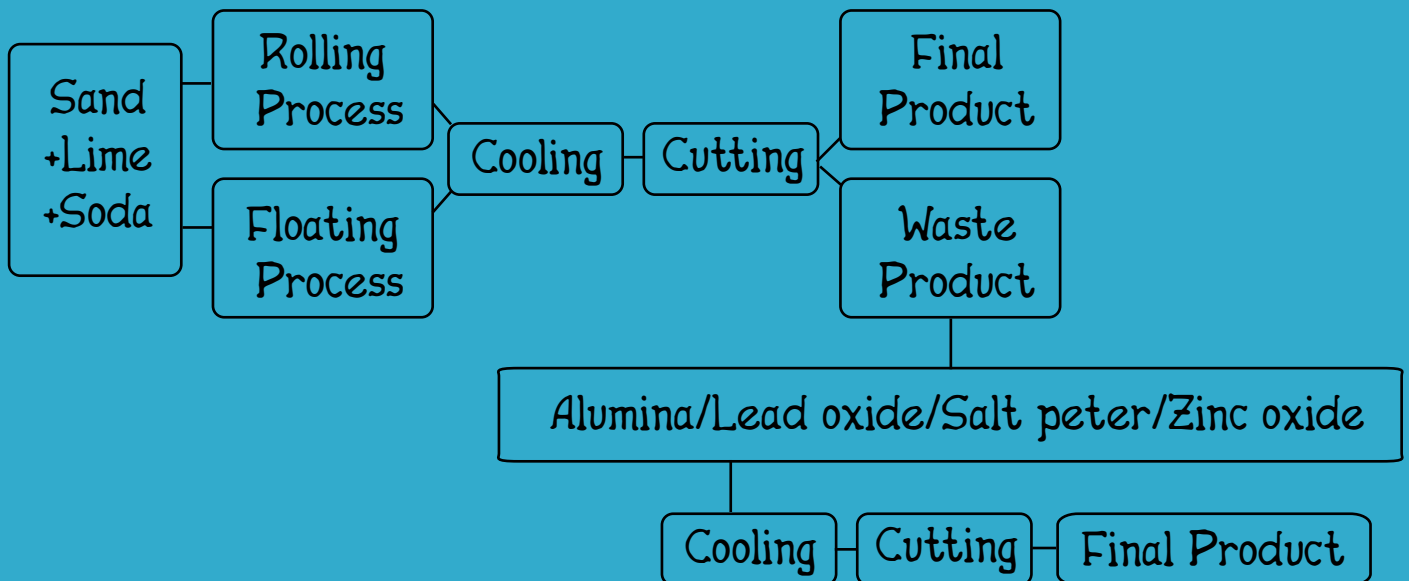 Sand
+Lime
+Soda
Rolling
Process
Floating
Process
Cooling
Cutting
Final
Product
Waste
Product
Alumina/Lead oxide/Salt peter/Zinc oxide
Cooling
Cutting
Final Product